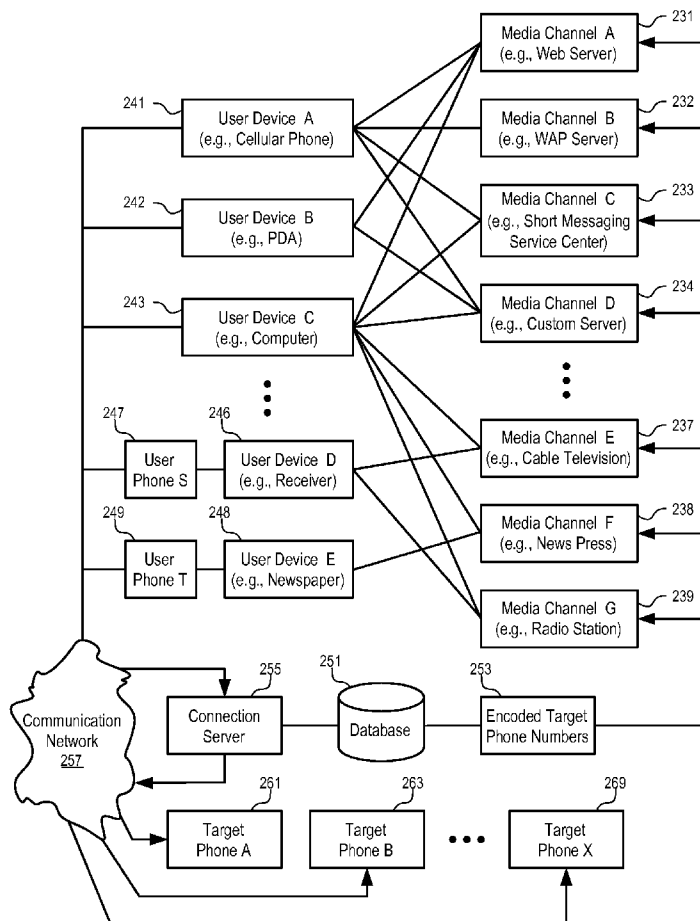 231
Media Channel A
(e.g., Web Server)
241
User Device A
(e.g., Cellular Phone)
232
Media Channel B
(e.g., WAP Server)
242
User Device B
(e.g., PDA)
233
Media Channel C
(e.g., Short Messaging
Service Center)
243
User Device C
(e.g., Computer)
234
Media Channel D
(e.g., Custom Server)
247
User
Phone S
246
User Device D
(e.g., Receiver)
237
Media Channel E
(e.g., Cable Television)
249
User
Phone T
248
User Device E
(e.g., Newspaper)
238
Media Channel F
(e.g., News Press)
239
Media Channel G
(e.g., Radio Station)
Communication
Network
257
255
Connection
Server
251
Database
253
Encoded Target
Phone Numbers
261
Target
Phone A
263
Target
Phone B
269
Target
Phone X